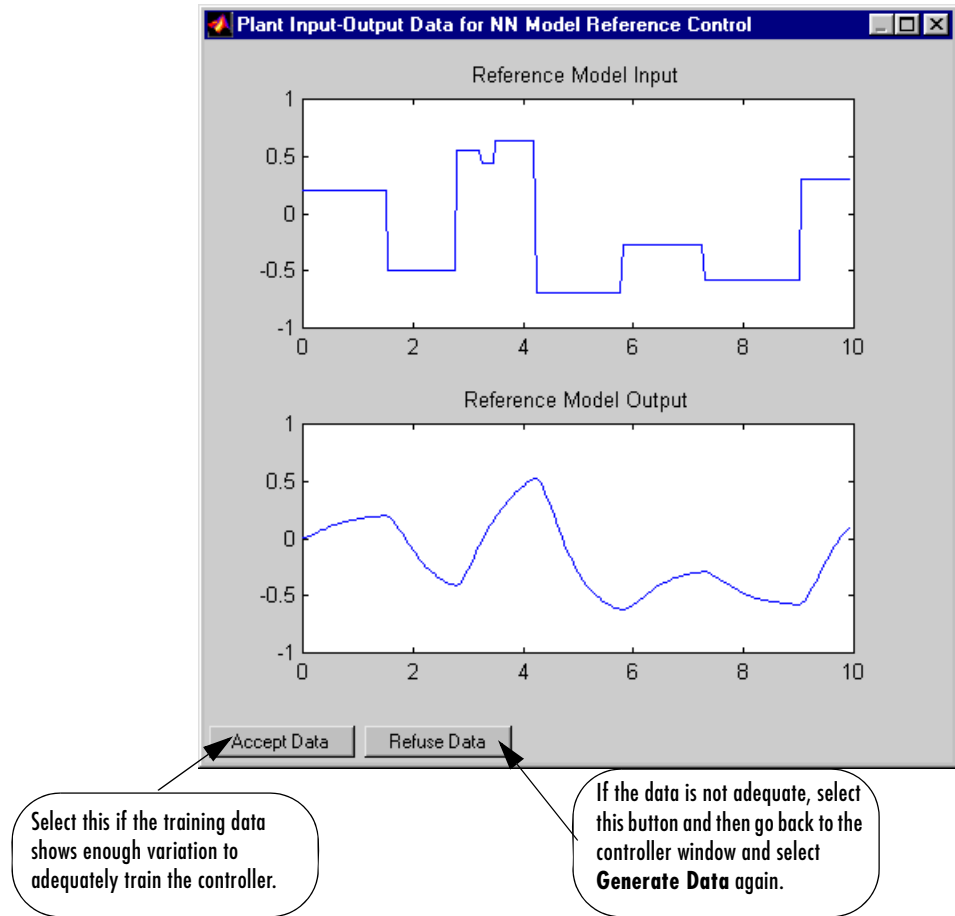 Plant Input-Output Data for NN Model Reference Control
Reference Model Input
1
0.5
0
-0.5
-1
0 2 4 6 8 10
Reference Model Output
1
0.5
0
-0.5
-1
0 2 4 6 8 10
Accept Data Refuse Data
Select this if the training data
shows enough variation to
adequately train the controller.
If the data is not adequate, select
this button and then go back to the
controller window and select
Generate Data again.